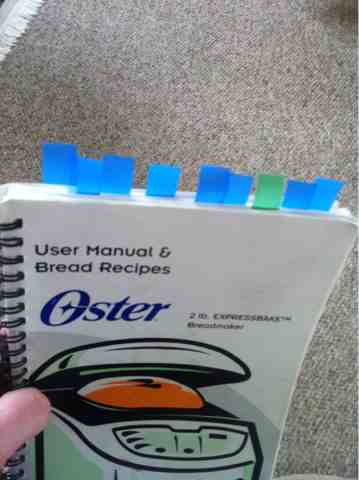 User Manual &
Bread Recipes
Oster
2 lb. EXPRESSBAKE™
Breadmaker